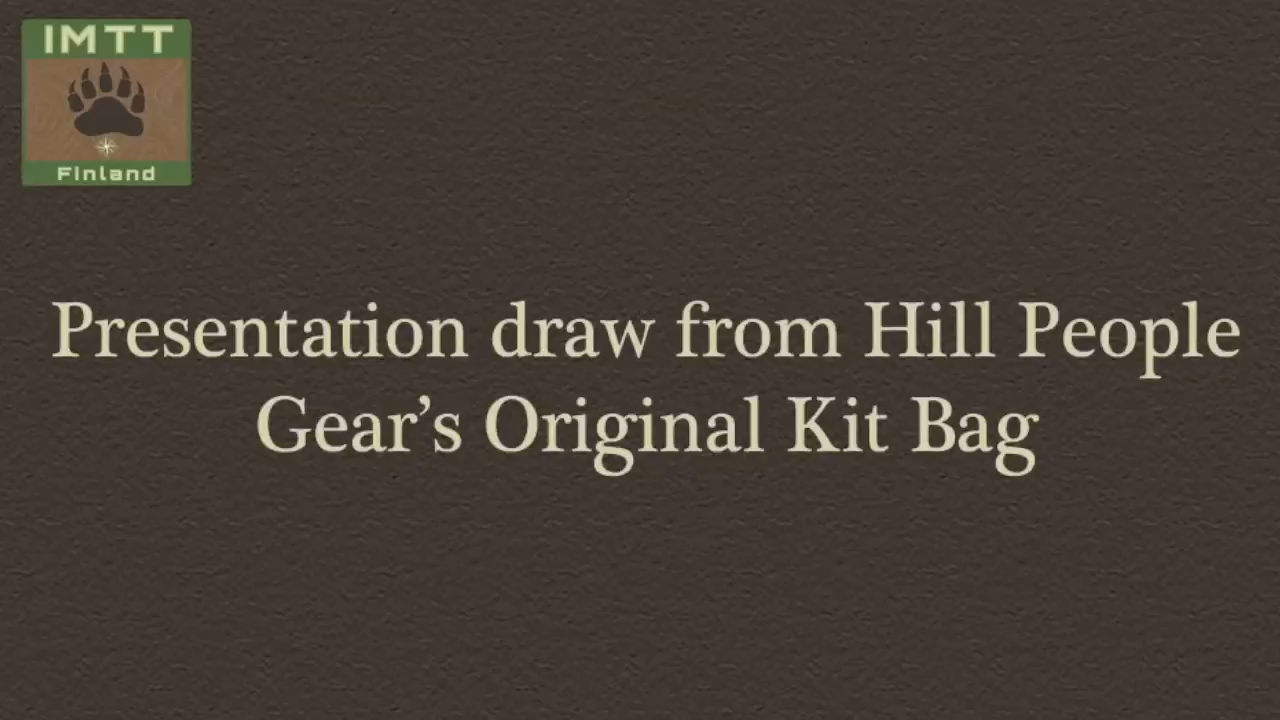 IMTT
Finland
Presentation draw from Hill People
Gear’s Original Kit Bag